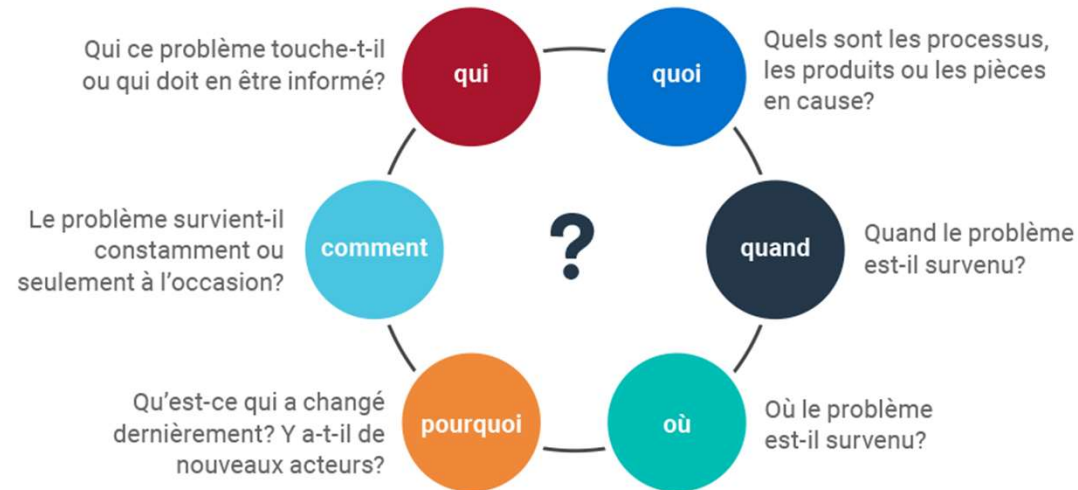 Qui ce problème touche-t-il
ou qui doit en être informé?
qui
quoi
Quels sont les processus,
les produits ou les pièces
en cause?
Le problème survient-il
constamment ou
seulement à l’occasion?
comment
?
quand
Quand le problème
est-il survenu?
Qu’est-ce qui a changé
dernièrement? Y a-t-il de
nouveaux acteurs?
pourquoi
où
Où le problème
est-il survenu?